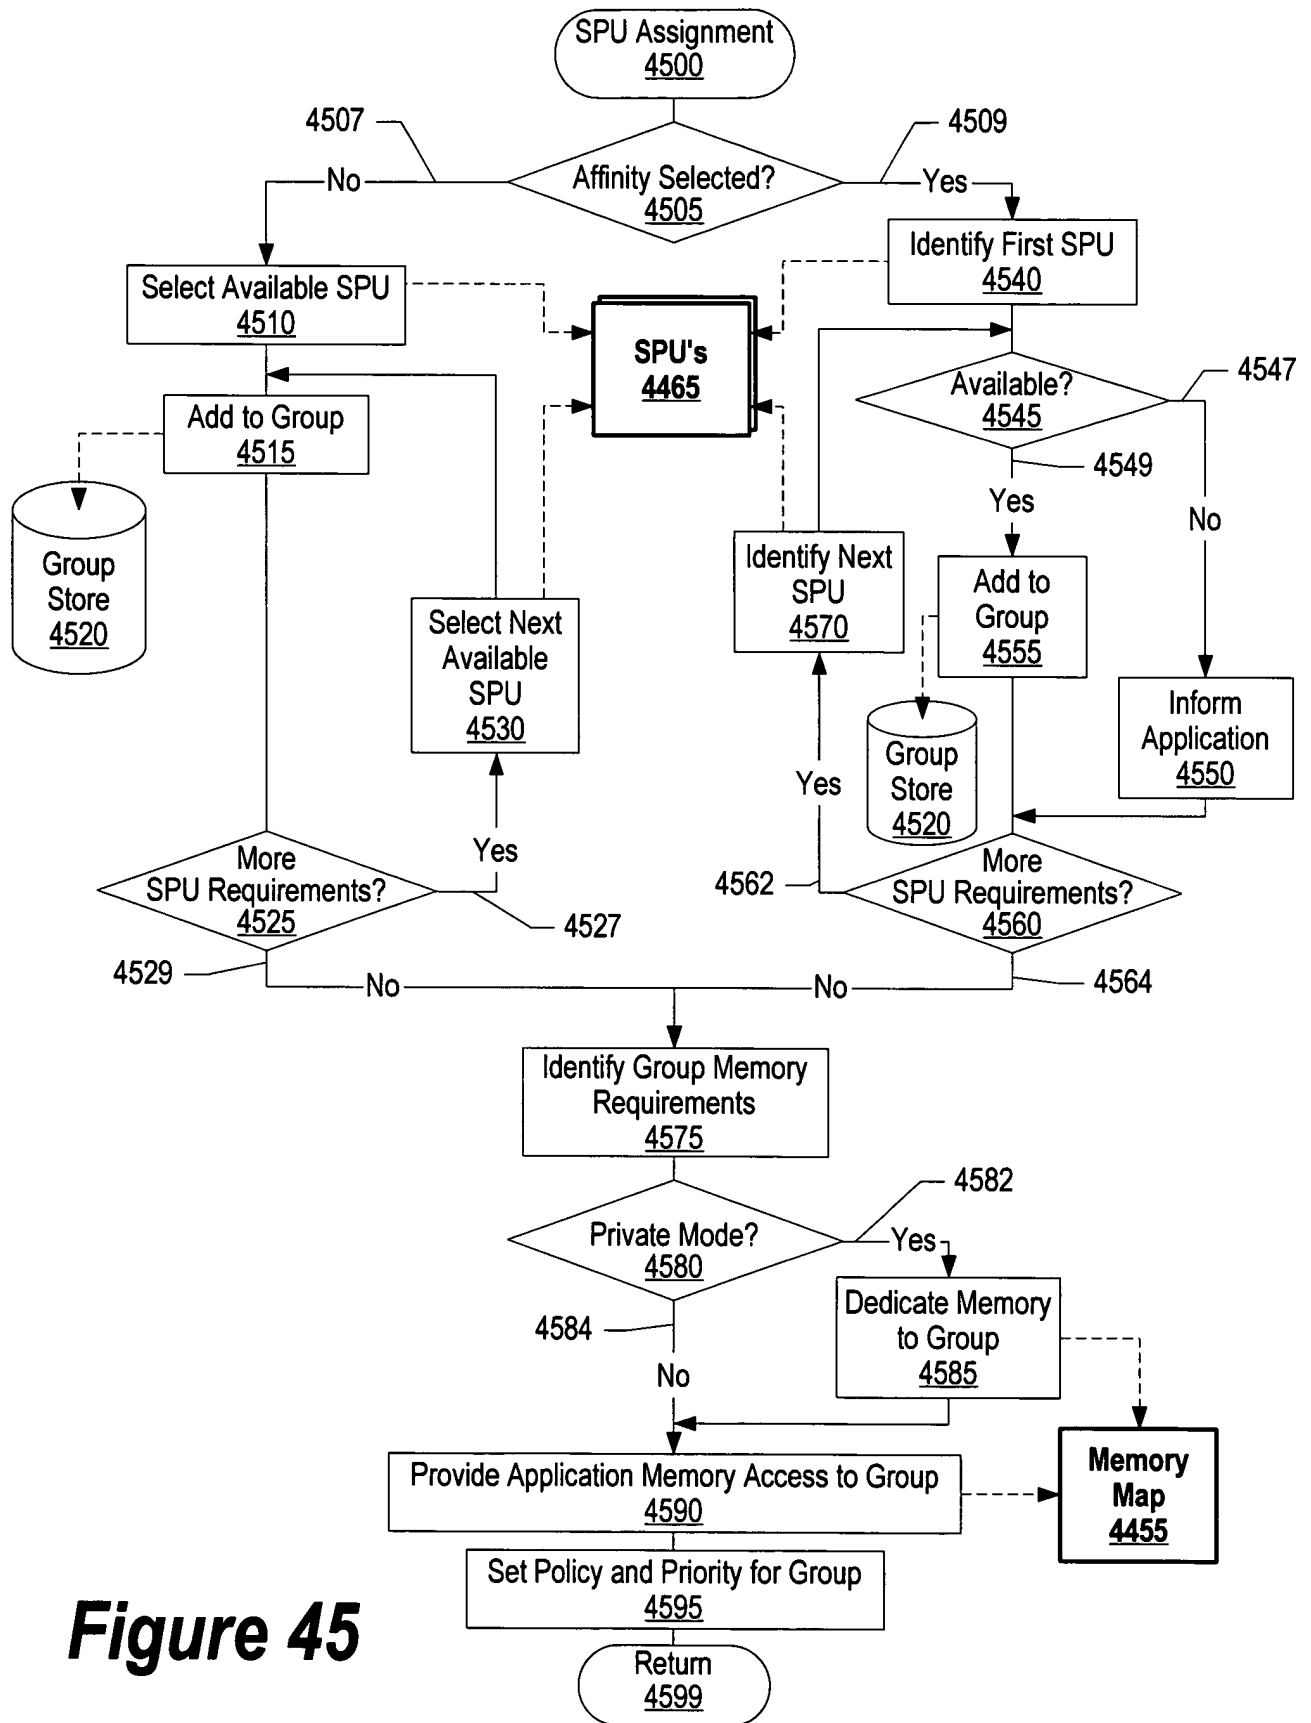 SPU Assignment
4500
4507
4509
No
Affinity Selected?
4505
Yes
Select Available SPU
4510
SPU's
4465
Identify First SPU
4540
Add to Group
4515
Available?
4545
4547
4549
Group
Store
4520
Select Next
Available
SPU
4530
Identify Next
SPU
4570
Yes
No
Add to
Group
4555
Group
Store
4520
Inform
Application
4550
Yes
Yes
More
SPU Requirements?
4525
4527
4562
More
SPU Requirements?
4560
4529
No
No
4564
Identify Group Memory
Requirements
4575
Private Mode?
4580
4582
Yes
4584
No
Dedicate Memory
to Group
4585
Provide Application Memory Access to Group
4590
Memory
Map
4455
Set Policy and Priority for Group
4595
Return
4599
Figure 45